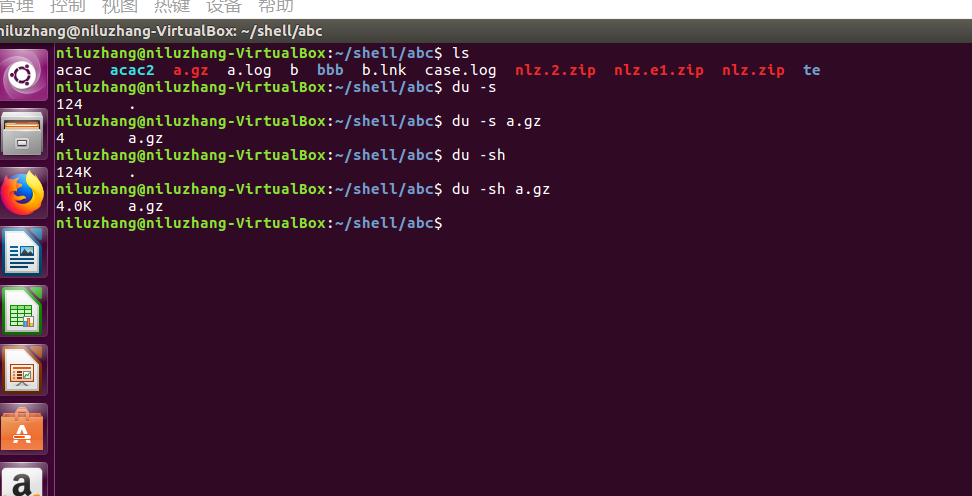 管理 控制 视图 热键 设备 帮助
niluzhang@niluzhang-VirtualBox: ~/shell/abc
niluzhang@niluzhang-VirtualBox:~/shell/abc$ ls
acac acac2 a.gz a.log b bbb b.lnk case.log nlz.2.zip nlz.e1.zip nlz.zip te
niluzhang@niluzhang-VirtualBox:~/shell/abc$ du -s
124 .
niluzhang@niluzhang-VirtualBox:~/shell/abc$ du -s a.gz
4 a.gz
niluzhang@niluzhang-VirtualBox:~/shell/abc$ du -sh
124K .
niluzhang@niluzhang-VirtualBox:~/shell/abc$ du -sh a.gz
4.0K a.gz
niluzhang@niluzhang-VirtualBox:~/shell/abc$